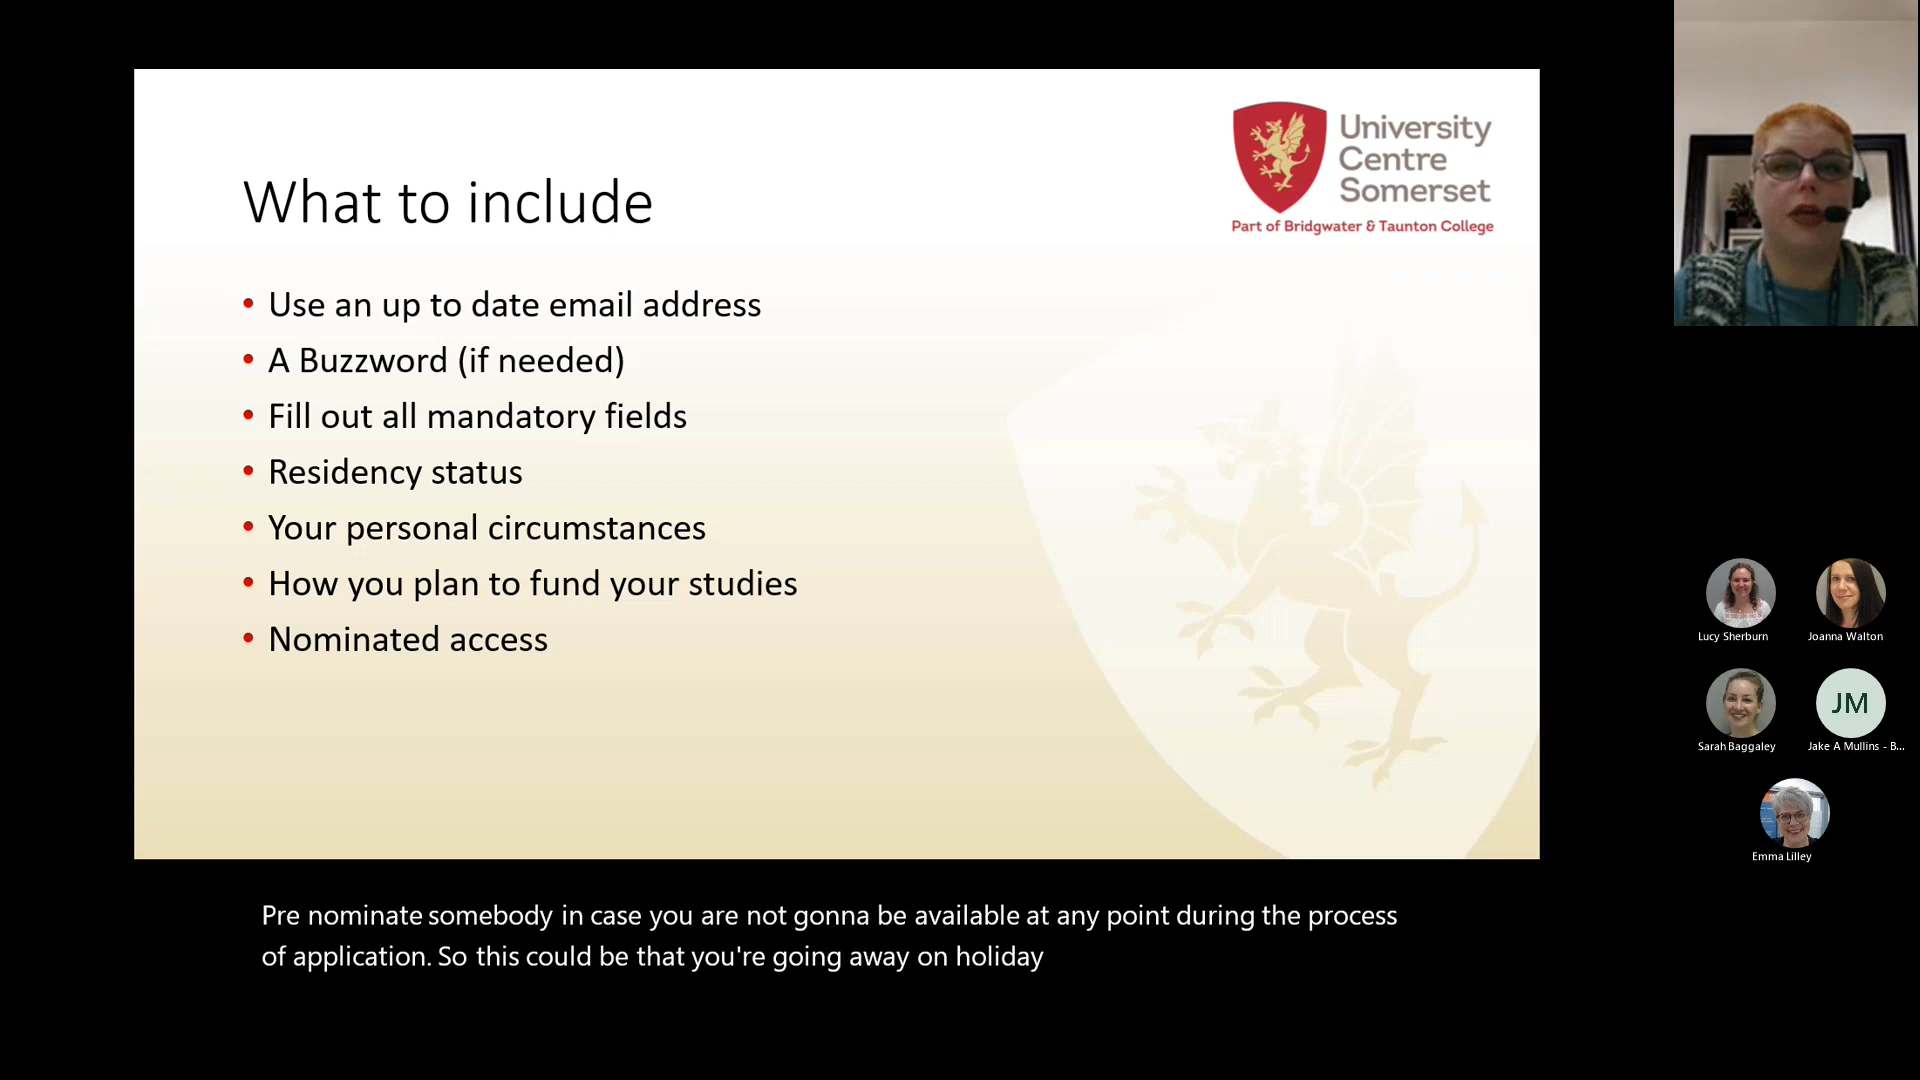 University
Centre
Somerset
Part of Bridgwater & Taunton College
What to include
• Use an up to date email address
• A Buzzword (if needed)
• Fill out all mandatory fields
• Residency status
• Your personal circumstances
• How you plan to fund your studies
• Nominated access
Lucy Sherburn
Joanna Walton
JM
Sarah Baggaley
Jake A Mullins - B...
Emma Lilley
Pre nominate somebody in case you are not gonna be available at any point during the process
of application. So this could be that you're going away on holiday